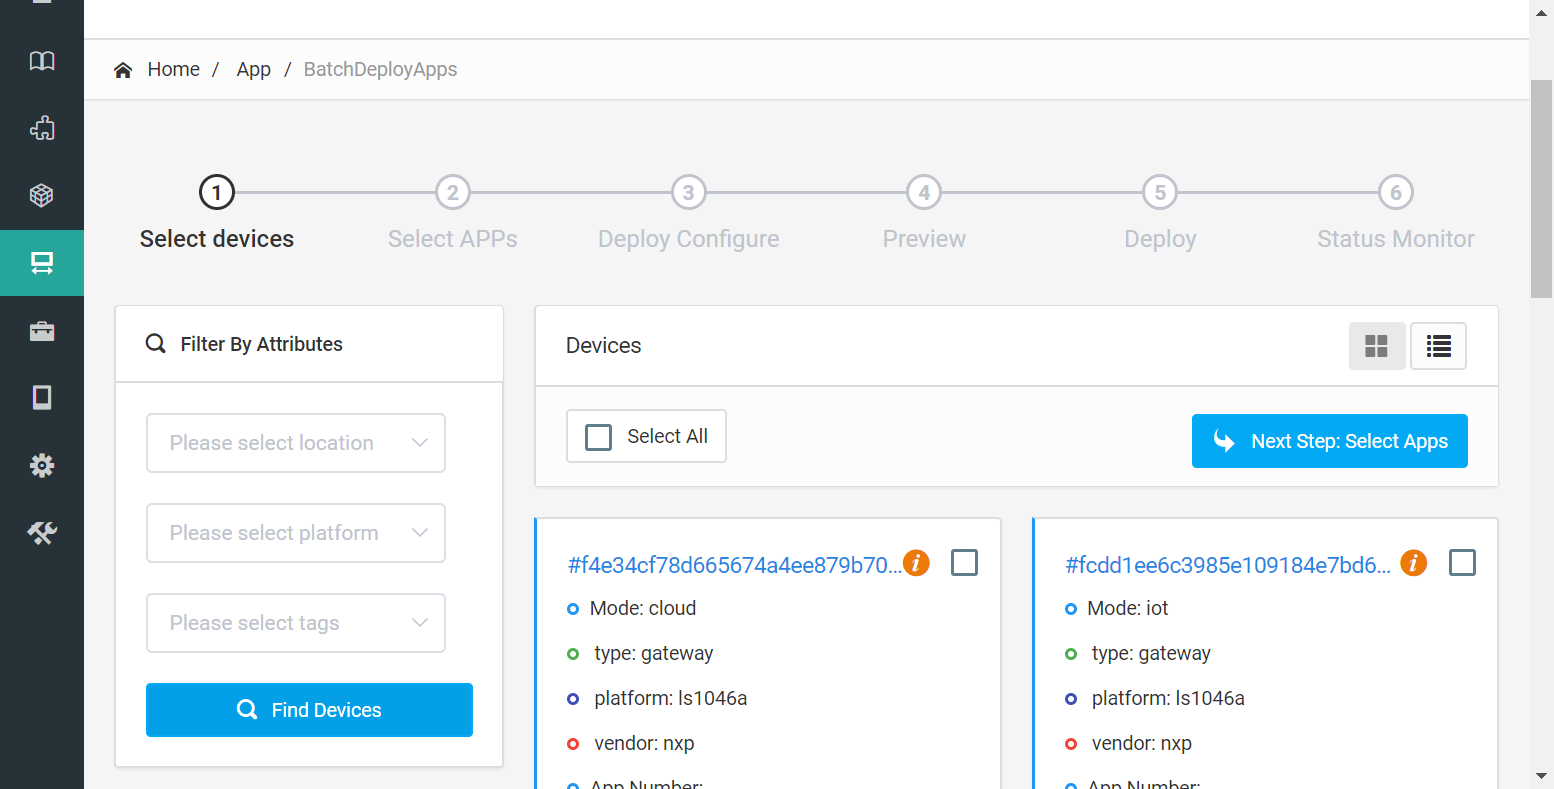 Home / App / BatchDeployApps
1 2 3 4 5 6
Select devices Select APPs Deploy Configure Preview Deploy Status Monitor
Filter By Attributes
Please select location
Please select platform
Please select tags
Find Devices
Devices
Select All
Next Step: Select Apps
#f4e34cf78d665674a4ee879b70...
Mode: cloud
type: gateway
platform: ls1046a
vendor: nxp
App Number:
#fcdd1ee6c3985e109184e7bd6...
Mode: iot
type: gateway
platform: ls1046a
vendor: nxp
App Number: